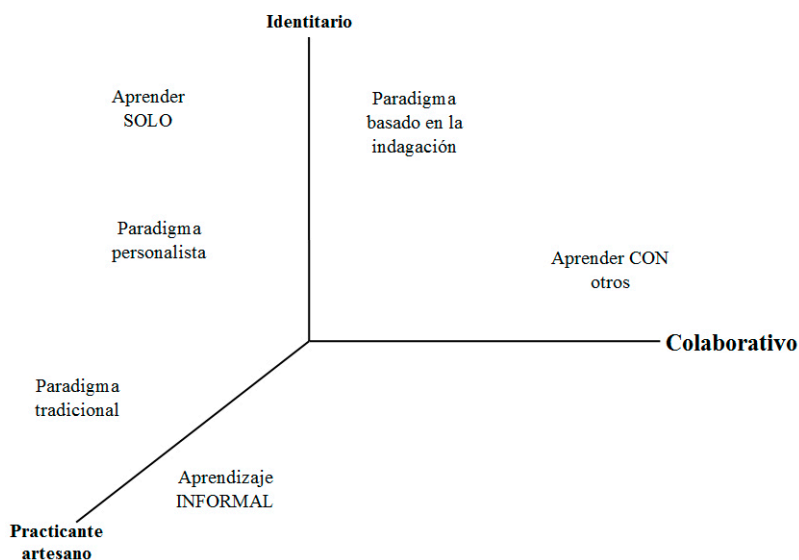 Identitario
Aprender
SOLO
Paradigma
basado en la
indagación
Paradigma
personalista
Aprender CON
otros
Colaborativo
Paradigma
tradicional
Aprendizaje
INFORMAL
Practicante
artesano